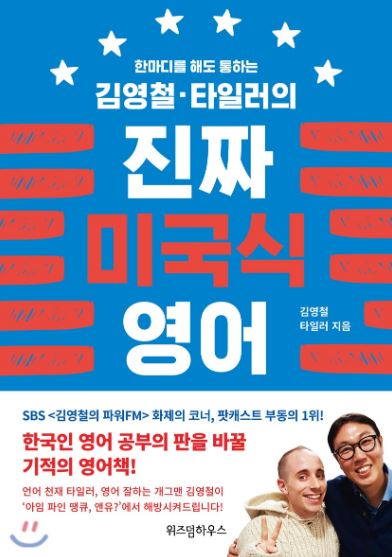 한마디를 해도 통하는
김영철·타일러의
진짜
미국식
영어
김영철
타일러 지음
SBS <김영철의 파워FM> 화제의 코너, 팟캐스트 부동의 1위!
한국인 영어 공부의 판을 바꿀
기적의 영어책!
언어 천재 타일러, 영어 잘하는 개그맨 김영철이
‘아임 파인 땡큐, 앤유?’에서 해방시켜드립니다!
위즈덤하우스